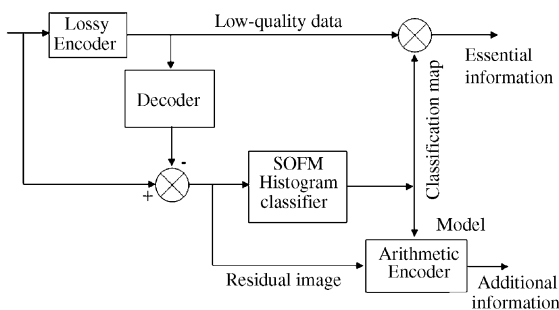 Lossy
Encoder
Low-quality data
Essential
information
Decoder
Classification map
-
+
SOFM
Histogram
classifier
Model
Arithmetic
Encoder
Residual image
Additional
information